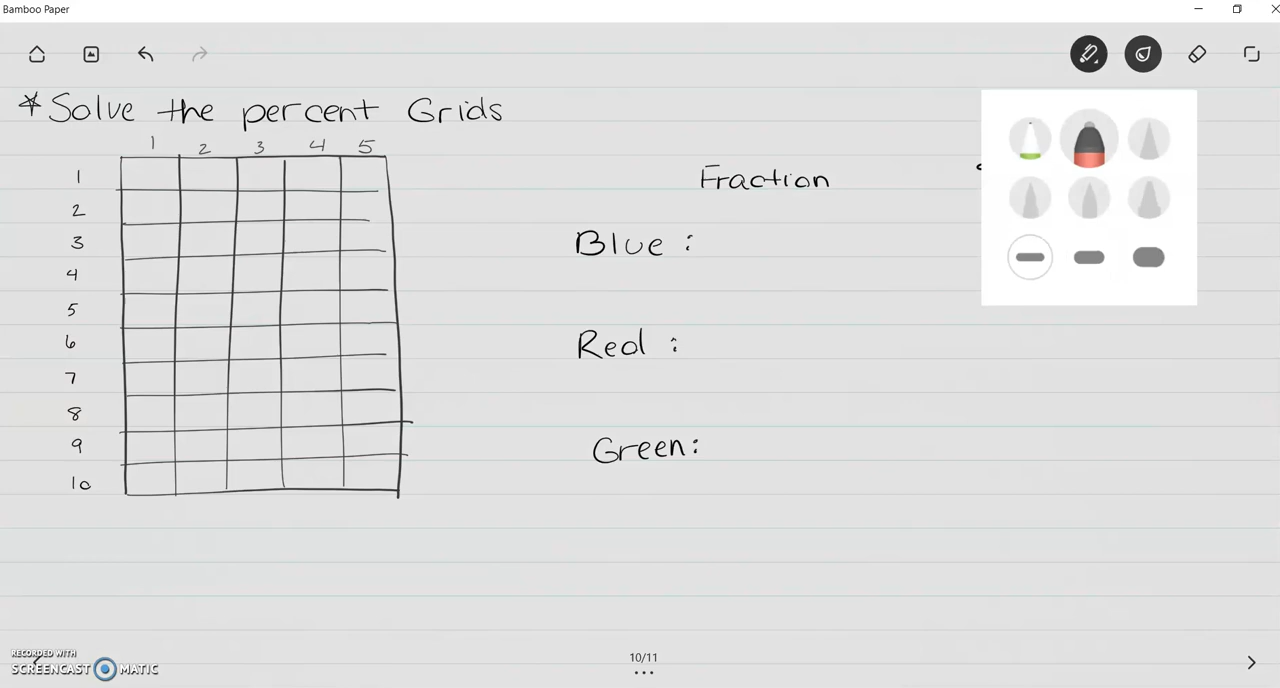 Bamboo Paper
*Solve the percent Grids
1 2 3 4 5
Fraction
1
2
3
4
5
6
7
8
9
10
Blue :
Red :
Green:
RECORDED WITH
SCREENCAST MATIC
10/11